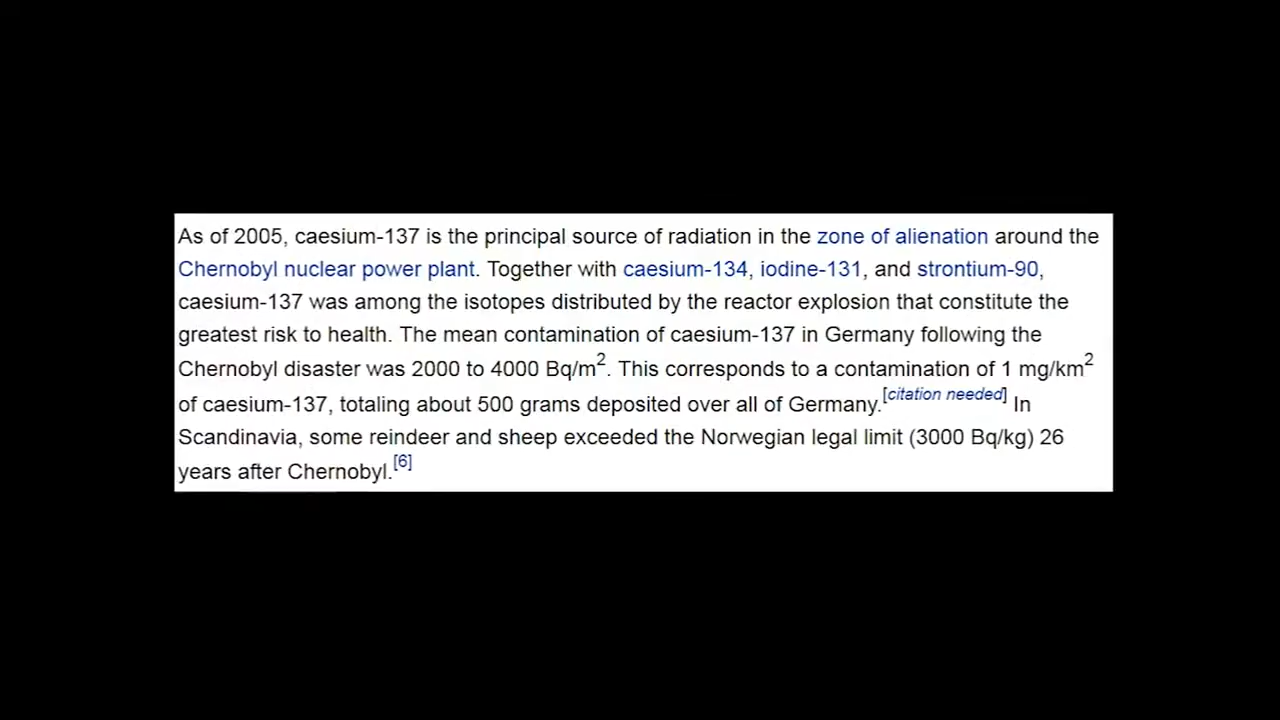 As of 2005, caesium-137 is the principal source of radiation in the zone of alienation around the
Chernobyl nuclear power plant. Together with caesium-134, iodine-131, and strontium-90,
caesium-137 was among the isotopes distributed by the reactor explosion that constitute the
greatest risk to health. The mean contamination of caesium-137 in Germany following the
Chernobyl disaster was 2000 to 4000 Bq/m². This corresponds to a contamination of 1 mg/km²
of caesium-137, totaling about 500 grams deposited over all of Germany.[citation needed] In
Scandinavia, some reindeer and sheep exceeded the Norwegian legal limit (3000 Bq/kg) 26
years after Chernobyl.[6]